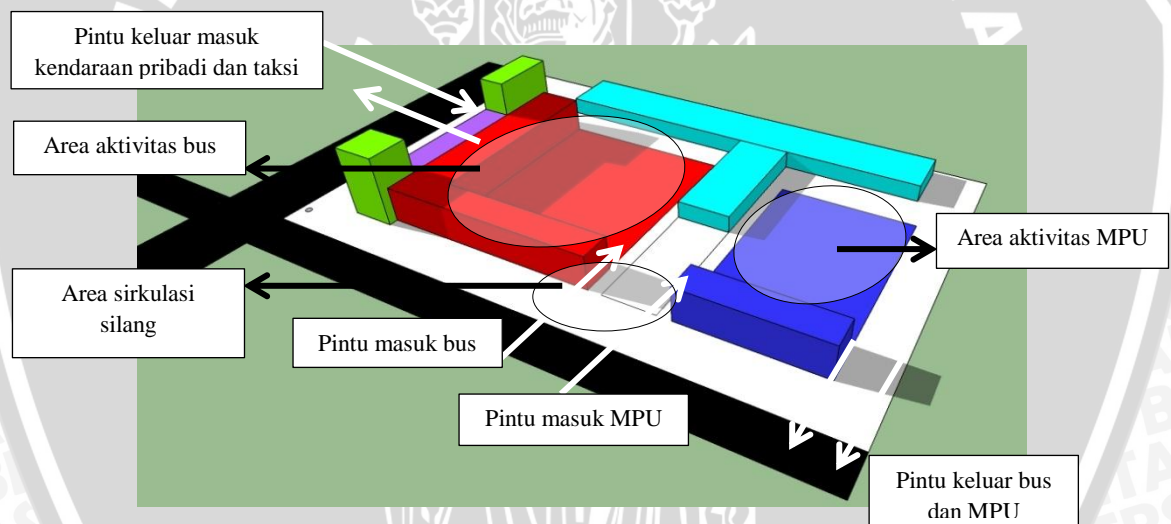 Pintu keluar masuk
kendaraan pribadi dan taksi
Area aktivitas bus
Area aktivitas MPU
Area sirkulasi
silang
Pintu masuk bus
Pintu masuk MPU
Pintu keluar bus
dan MPU